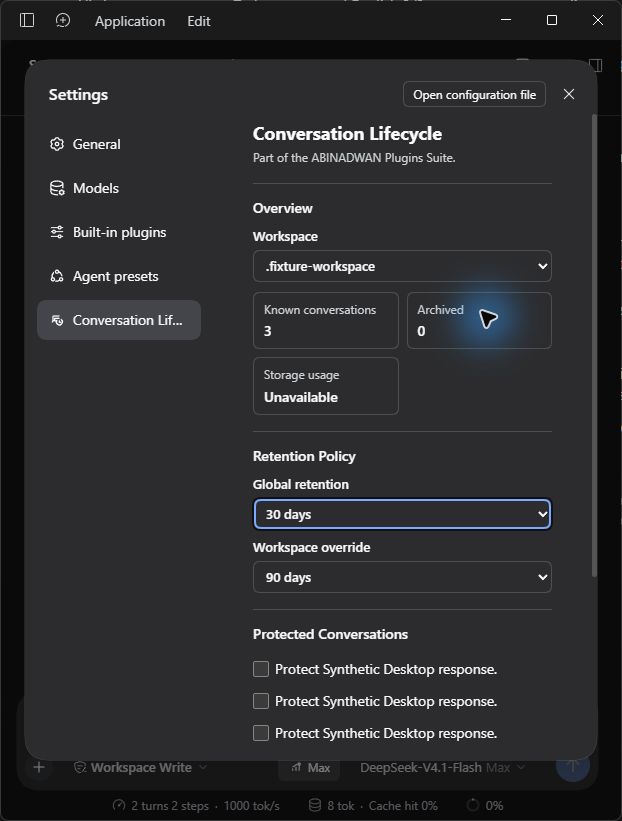 Application Edit
Settings
Open configuration file
General
Models
Built-in plugins
Agent presets
Conversation Lif...
Conversation Lifecycle
Part of the ABINADWAN Plugins Suite.
Overview
Workspace
.fixture-workspace
Known conversations
3
Archived
0
Storage usage
Unavailable
Retention Policy
Global retention
30 days
Workspace override
90 days
Protected Conversations
Protect Synthetic Desktop response.
Protect Synthetic Desktop response.
Protect Synthetic Desktop response.
Workspace Write
Max
DeepSeek-V4.1-Flash Max
2 turns 2 steps · 1000 tok/s
8 tok · Cache hit 0%
0%